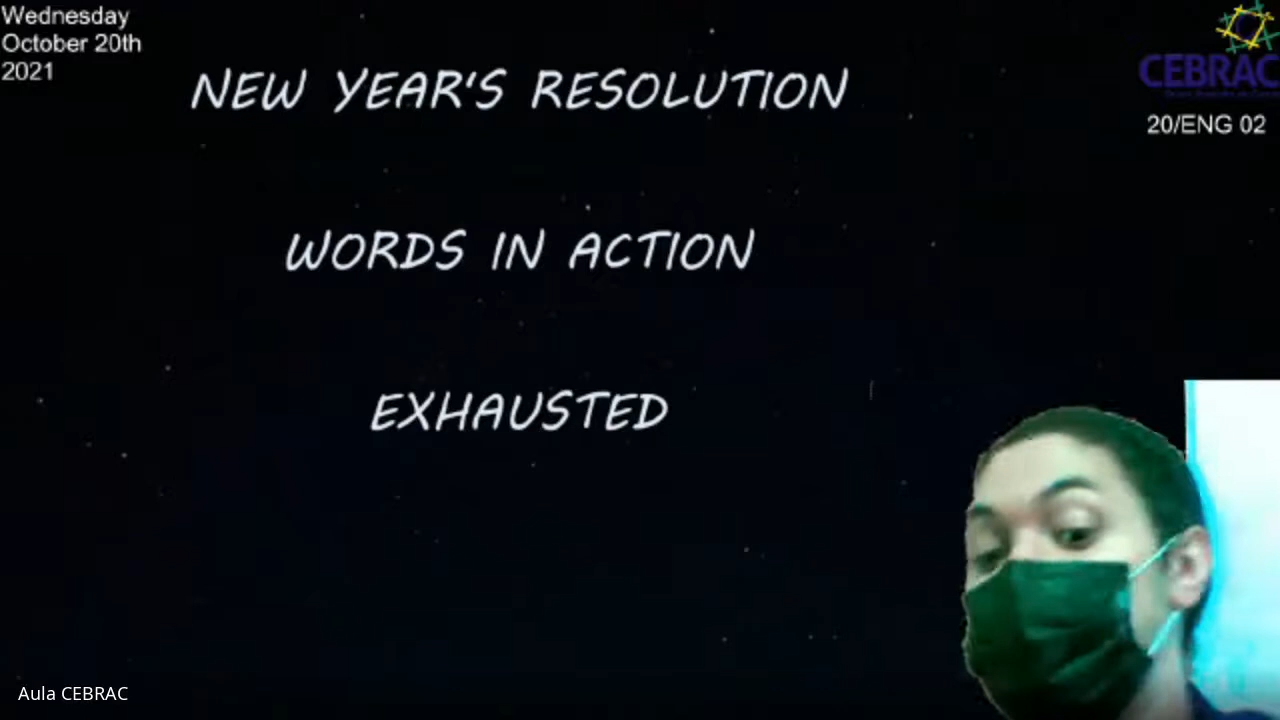 Wednesday
October 20th
2021
NEW YEAR'S RESOLUTION
WORDS IN ACTION
EXHAUSTED
CEBRAC
20/ENG 02
Aula CEBRAC